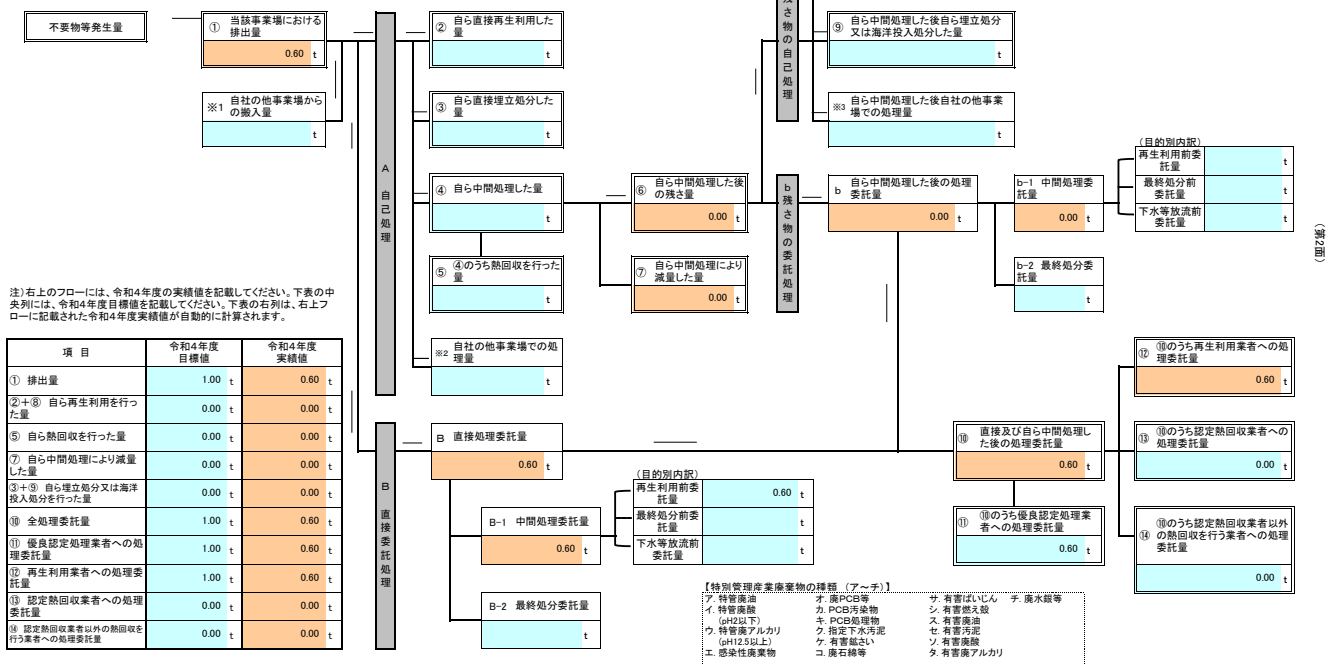 不要物等発生量
① 当該事業場における
排出量
0.60 t
※1 自社の他事業場から
の搬入量
t
A 自己処理
② 自ら直接再生利用した
量
t
③ 自ら直接埋立処分した
量
t
④ 自ら中間処理した量
t
⑤ ④のうち熱回収を行った
量
t
※2 自社の他事業場での処
理量
t
⑥ 自ら中間処理した後
の残さ量
0.00 t
⑦ 自ら中間処理により
減量した量
0.00 t
残さ物の自己処理
⑨ 自ら中間処理した後自ら埋立処分
又は海洋投入処分した量
t
※3 自ら中間処理した後自社の他事業
場での処理量
t
b 残さ物の委託処理
b 自ら中間処理した後の処理
委託量
0.00 t
b-1 中間処理委
託量
0.00 t
b-2 最終処分委
託量
t
(目的別内訳)
再生利用前委
託量
t
最終処分前
委託量
t
下水等放流前
委託量
t
(第2面)
注)右上のフローには、令和4年度の実績値を記載してください。下表の中
央列には、令和4年度目標値を記載してください。下表の右列は、右上フ
ローに記載された令和4年度実績値が自動的に計算されます。
項 目 令和4年度
目標値 令和4年度
実績値
① 排出量 1.00 t 0.60 t
②+⑧ 自ら再生利用を行っ
た量 0.00 t 0.00 t
⑤ 自ら熱回収を行った量 0.00 t 0.00 t
⑦ 自ら中間処理により減量
した量 0.00 t 0.00 t
③+⑨ 自ら埋立処分又は海洋
投入処分を行った量 0.00 t 0.00 t
⑩ 全処理委託量 1.00 t 0.60 t
⑪ 優良認定処理業者への処
理委託量 1.00 t 0.60 t
⑫ 再生利用業者への処理委
託量 1.00 t 0.60 t
⑬ 認定熱回収業者への処理
委託量 0.00 t 0.00 t
⑭ 認定熱回収業者以外の熱回収を
行う業者への処理委託量 0.00 t 0.00 t
B 直接委託処理
B 直接処理委託量
0.60 t
B-1 中間処理委託量
0.60 t
B-2 最終処分委託量
t
(目的別内訳)
再生利用前委
託量
0.60 t
最終処分前委
託量
t
下水等放流前
委託量
t
⑩ 直接及び自ら中間処理し
た後の処理委託量
0.60 t
⑪ ⑩のうち優良認定処理業
者への処理委託量
0.60 t
⑫ ⑩のうち再生利用業者への処
理委託量
0.60 t
⑬ ⑩のうち認定熱回収業者への
処理委託量
0.00 t
⑭ ⑩のうち認定熱回収業者以外
の熱回収を行う業者への処理
委託量
0.00 t
【特別管理産業廃棄物の種類 (ア~チ)】
ア. 特管廃油 オ. 廃PCB等 サ. 有害ばいじん チ. 廃水銀等
イ. 特管廃酸 カ. PCB汚染物 シ. 有害燃え殻
(pH2以下) キ. PCB処理物 ス. 有害廃油
ウ. 特管廃アルカリ ク. 指定下水汚泥 セ. 有害汚泥
(pH12.5以上) ケ. 有害鉱さい ソ. 有害廃酸
エ. 感染性廃棄物 コ. 廃石綿等 タ. 有害廃アルカリ